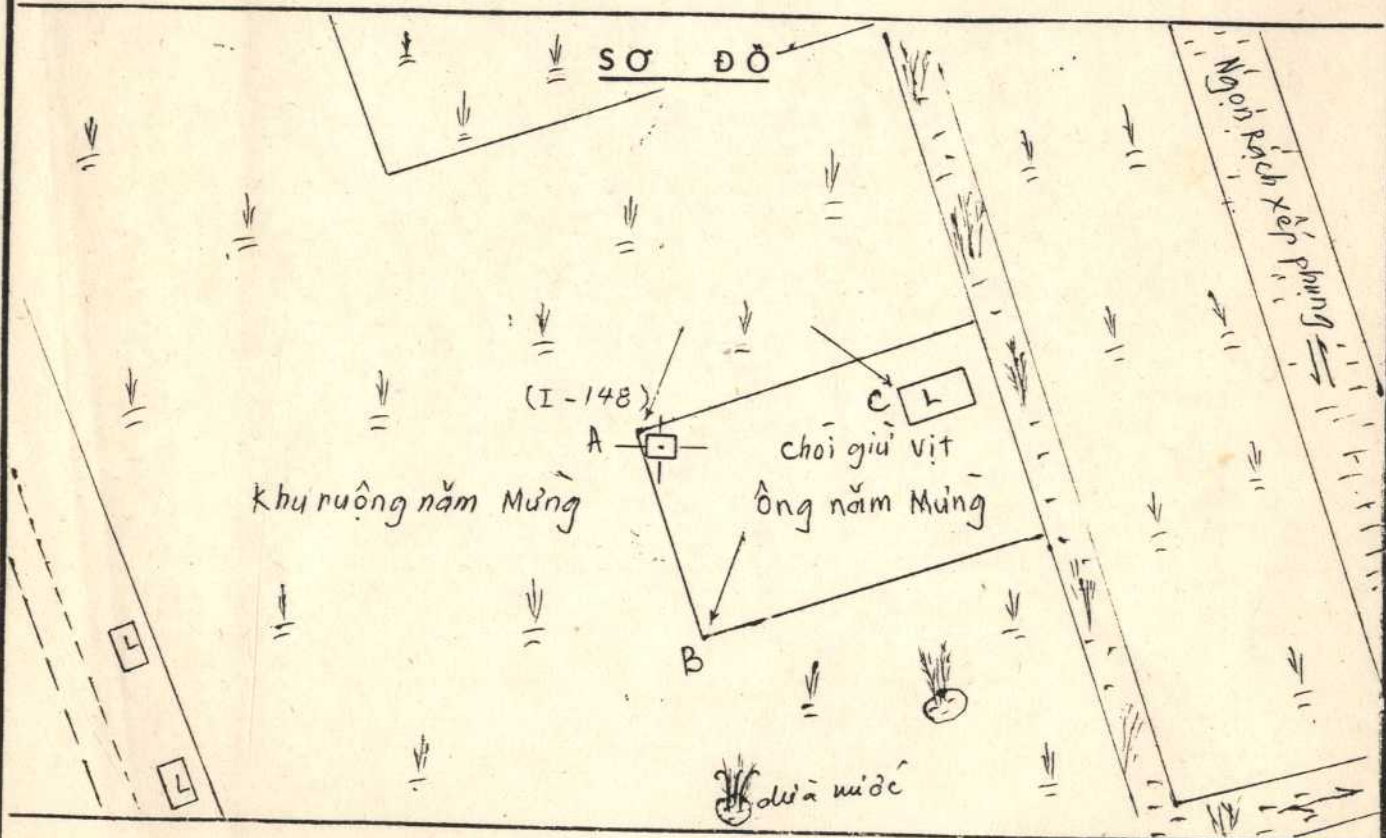 SƠ ĐỒ
Ngọn Rạch xếp phụng
(I-148)
A
C
L
chòi giữ vịt
Khu ruộng năm Mừng
Ông năm Mừng
B
L
L
dừa nước